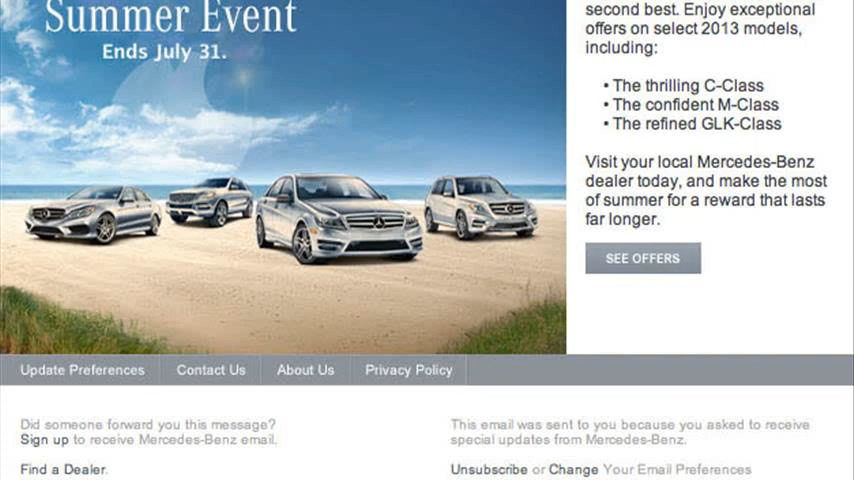 Summer Event
Ends July 31.
second best. Enjoy exceptional
offers on select 2013 models,
including:
• The thrilling C-Class
• The confident M-Class
• The refined GLK-Class
Visit your local Mercedes-Benz
dealer today, and make the most
of summer for a reward that lasts
far longer.
SEE OFFERS
Update Preferences
Contact Us
About Us
Privacy Policy
Did someone forward you this message?
Sign up to receive Mercedes-Benz email.
Find a Dealer.
This email was sent to you because you asked to receive
special updates from Mercedes-Benz.
Unsubscribe or Change Your Email Preferences